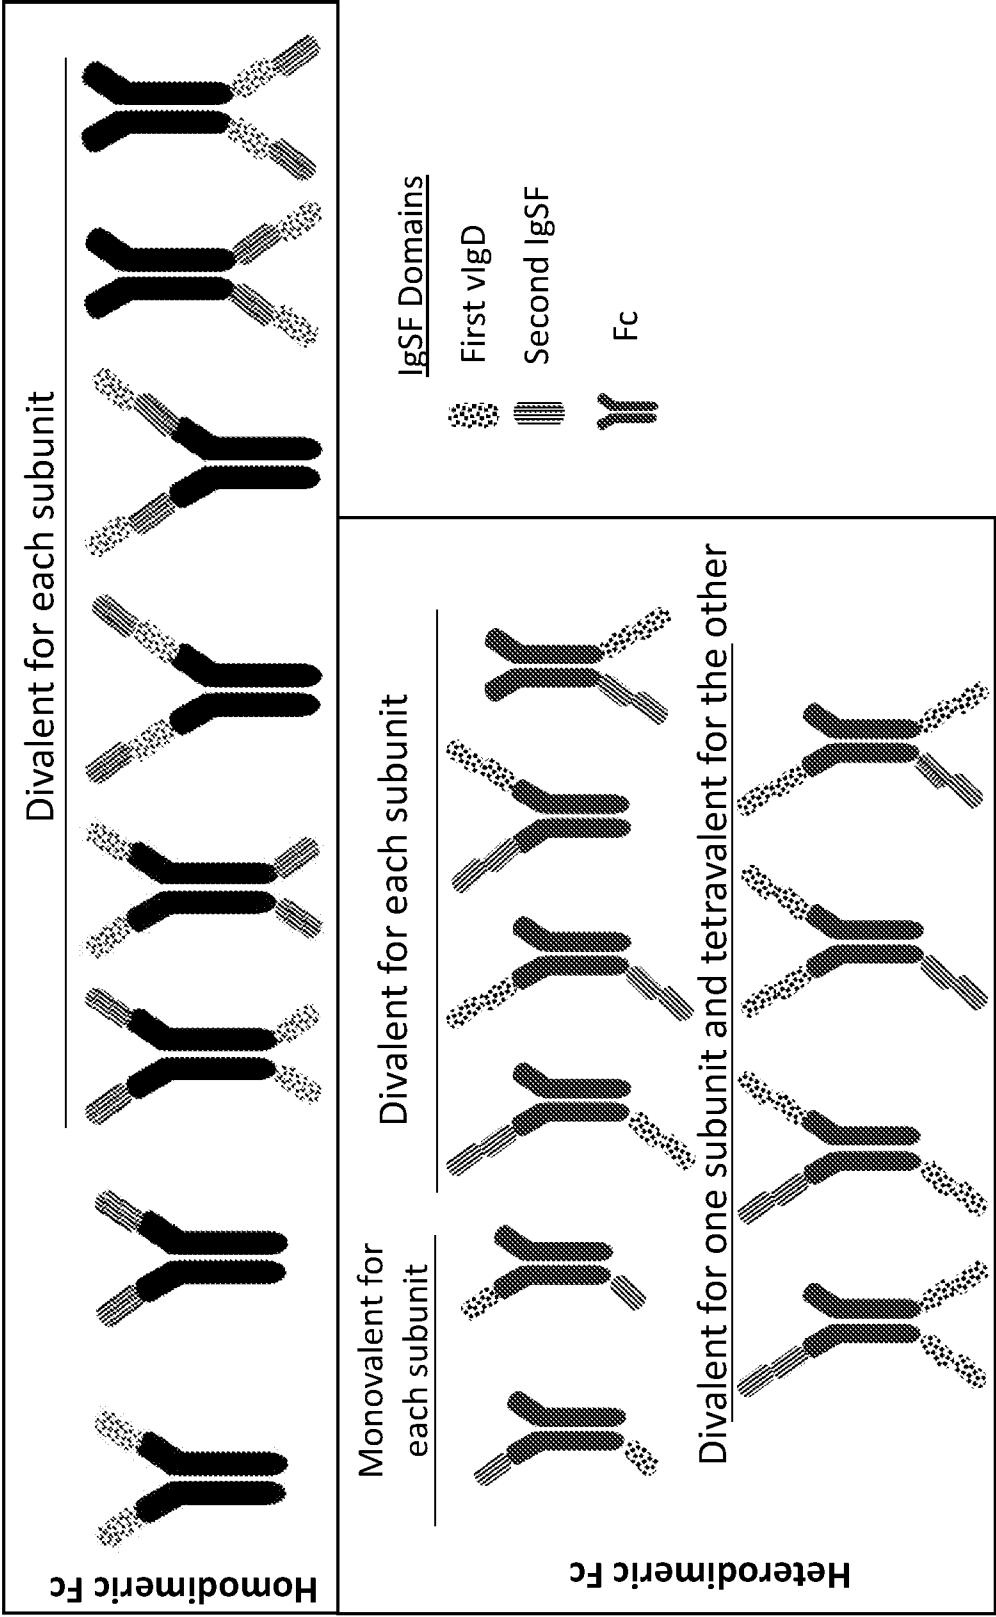 Homodimeric Fc
Divalent for each subunit
Heterodimeric Fc
Monovalent for
each subunit
Divalent for each subunit
Divalent for one subunit and tetravalent for the other
IgSF Domains
First vIgD
Second IgSF
Fc